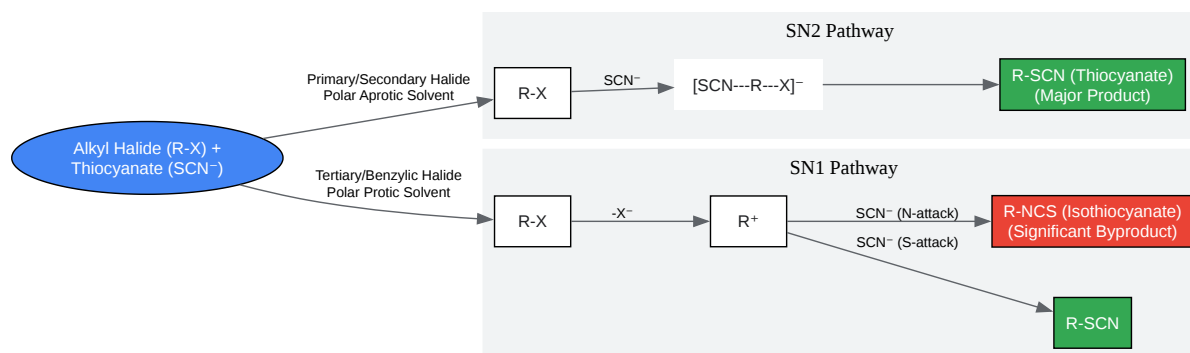 SN2 Pathway
Primary/Secondary Halide
Polar Aprotic Solvent
R-X
SCN⁻
[SCN---R---X]⁻
R-SCN (Thiocyanate)
(Major Product)
Alkyl Halide (R-X) +
Thiocyanate (SCN⁻)
SN1 Pathway
Tertiary/Benzylic Halide
Polar Protic Solvent
R-X
-X⁻
R⁺
SCN⁻ (N-attack)
R-NCS (Isothiocyanate)
(Significant Byproduct)
SCN⁻ (S-attack)
R-SCN